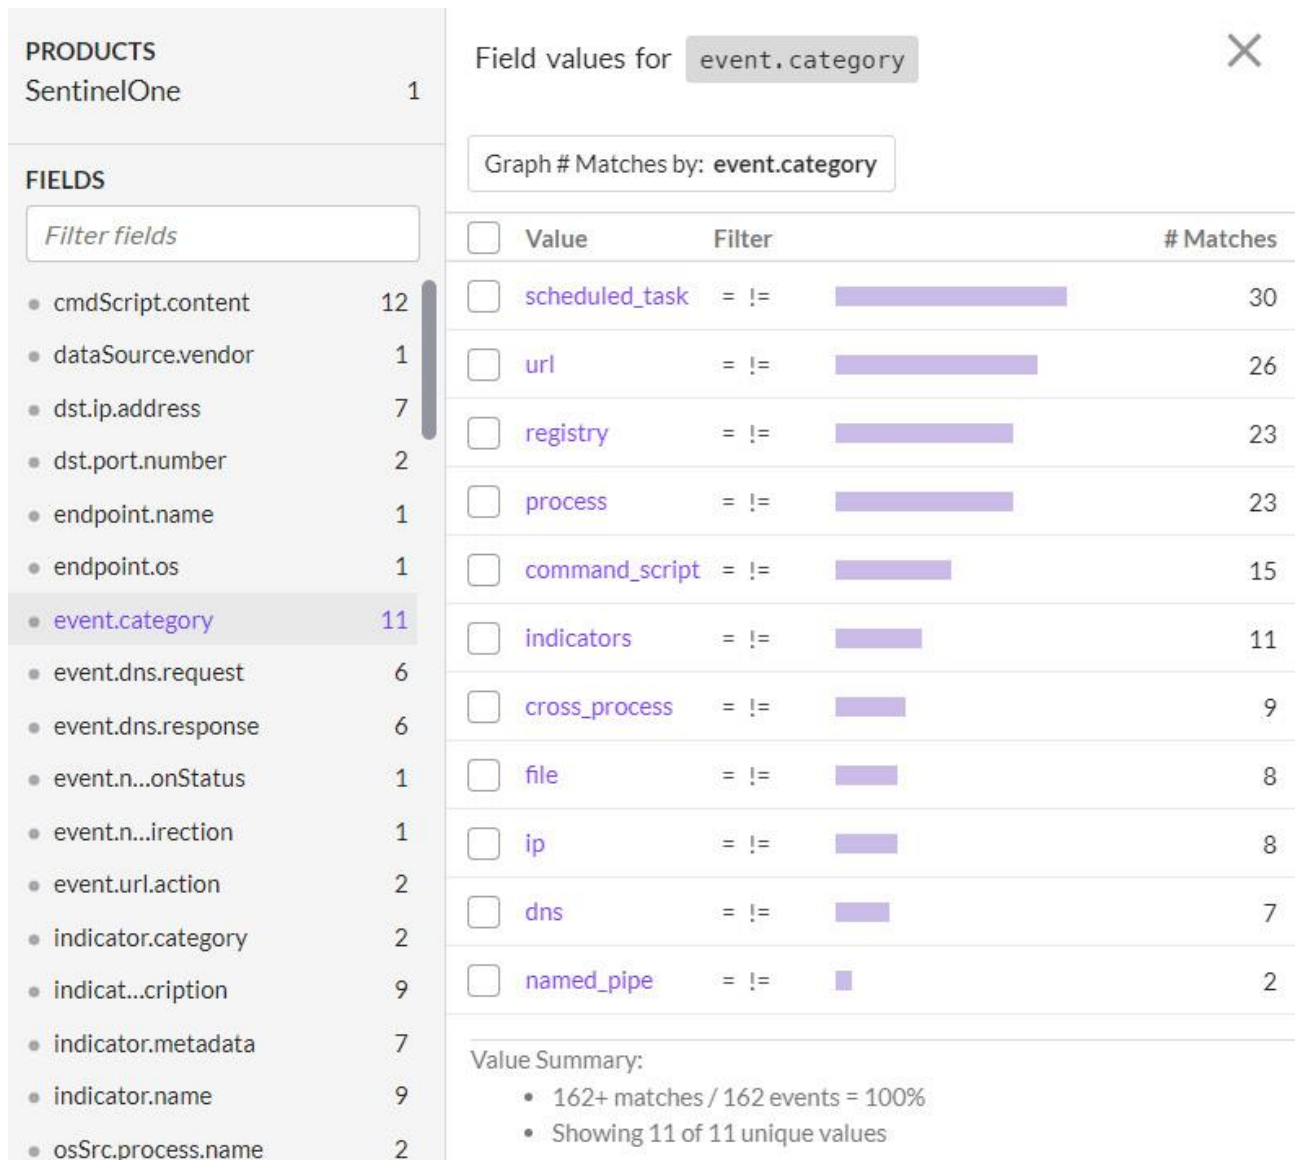 PRODUCTS
SentinelOne 1
FIELDS
Filter fields
cmdScript.content 12
dataSource.vendor 1
dst.ip.address 7
dst.port.number 2
endpoint.name 1
endpoint.os 1
event.category 11
event.dns.request 6
event.dns.response 6
event.n...onStatus 1
event.n...irection 1
event.url.action 2
indicator.category 2
indicat...cription 9
indicator.metadata 7
indicator.name 9
osSrc.process.name 2
Field values for event.category
Graph # Matches by: event.category
Value Filter # Matches
scheduled_task = != 30
url = != 26
registry = != 23
process = != 23
command_script = != 15
indicators = != 11
cross_process = != 9
file = != 8
ip = != 8
dns = != 7
named_pipe = != 2
Value Summary:
• 162+ matches / 162 events = 100%
• Showing 11 of 11 unique values